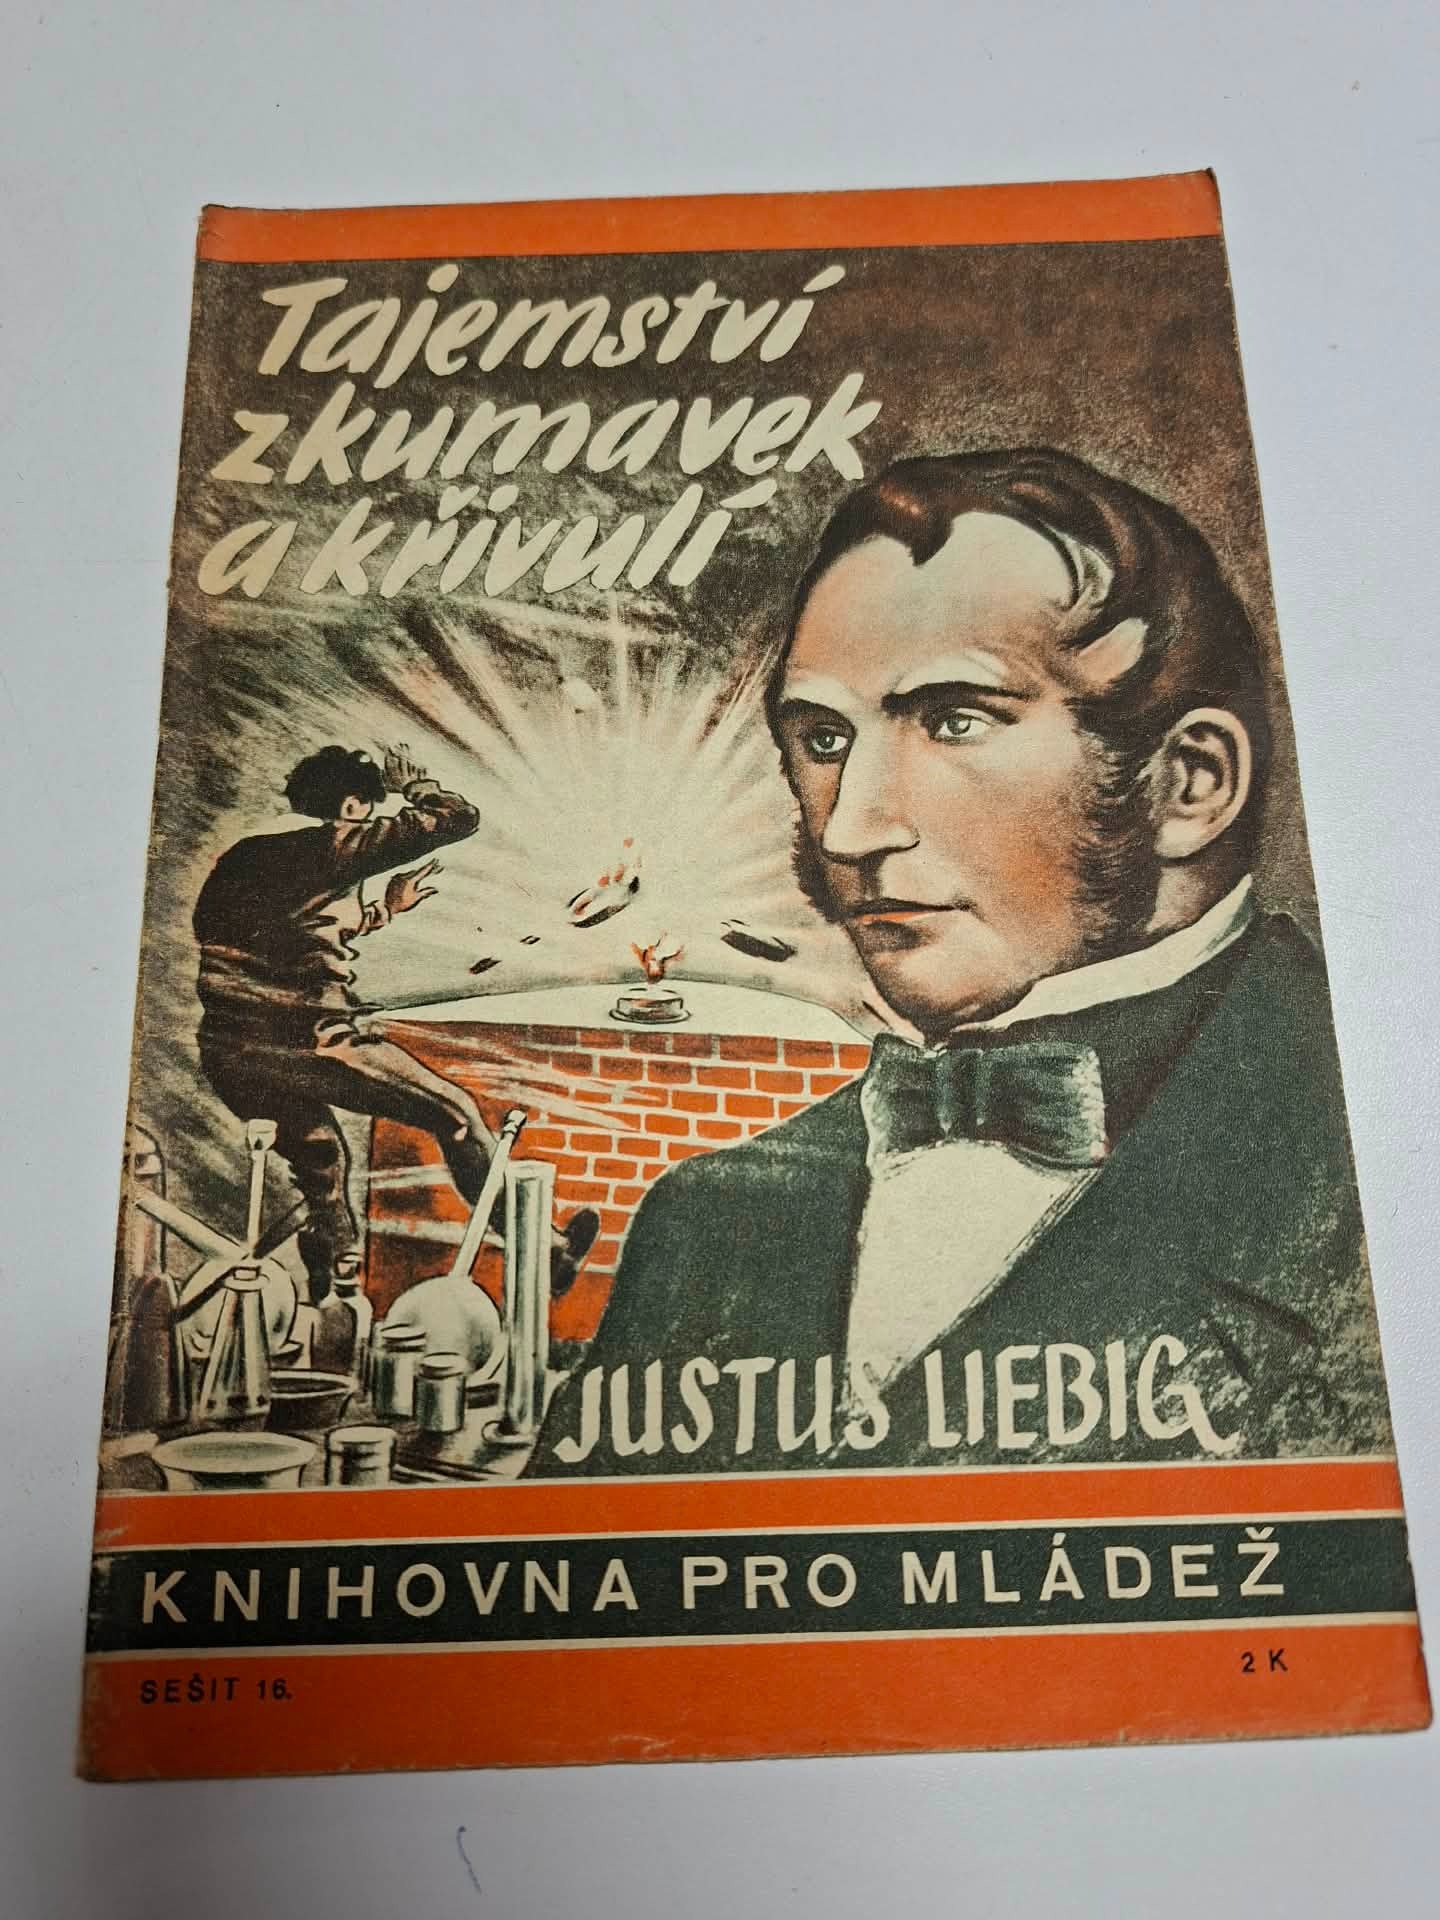 Tajemství
zkumavek
a křivulí
JUSTUS LIEBIG
KNIHOVNA PRO MLÁDEŽ
SEŠIT 16.
2 K